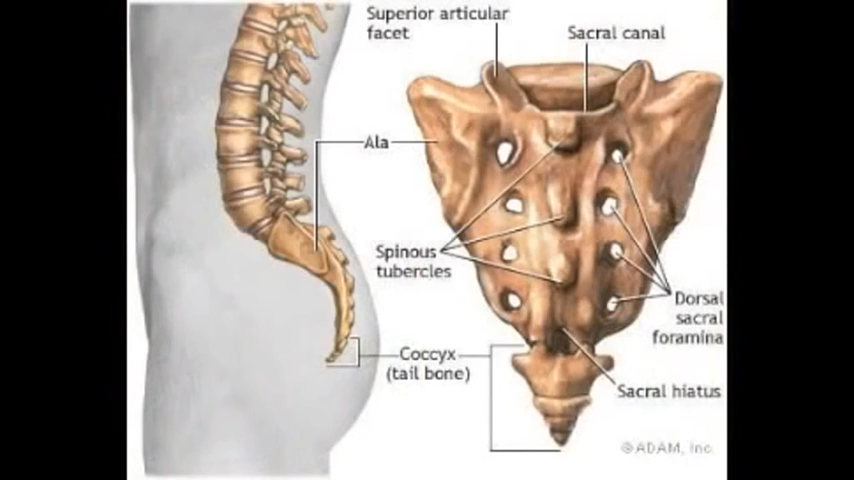 Superior articular
facet
Sacral canal
Ala
Spinous
tubercles
Dorsal
sacral
foramina
Coccyx
(tail bone)
Sacral hiatus
©ADAM, Inc.